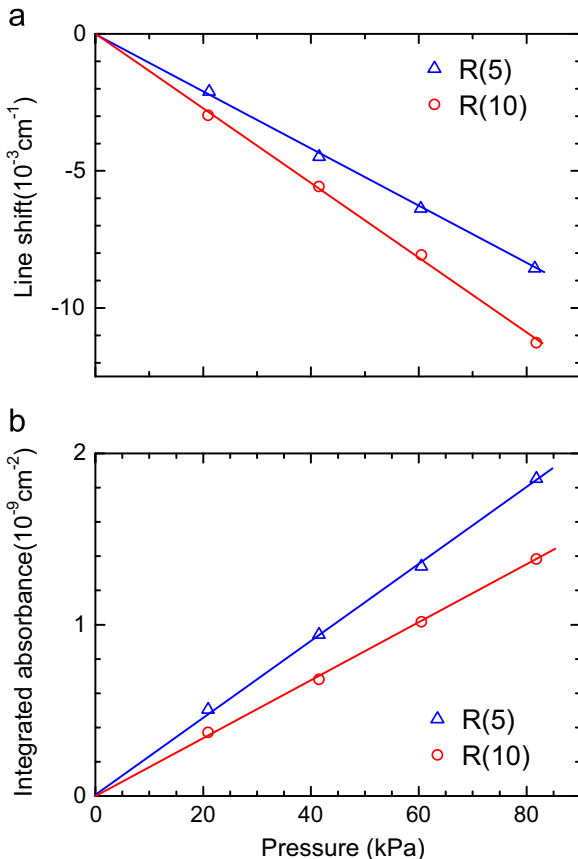 a
0
-5
-10
Line shift(10⁻³cm⁻¹)
R(5)
R(10)
b
2
1
0
Integrated absorbance(10⁻⁹cm⁻²)
R(5)
R(10)
0 20 40 60 80
Pressure (kPa)